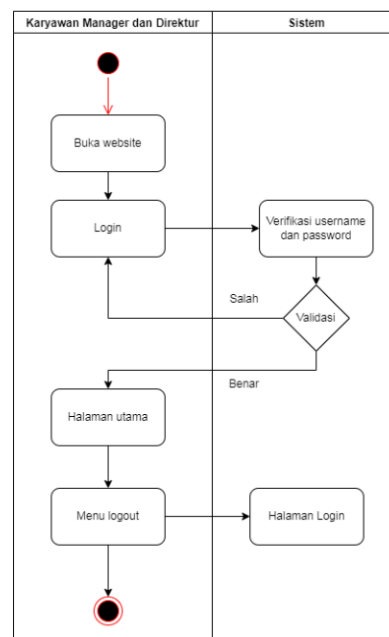 Karyawan Manager dan Direktur
Sistem
Buka website
Login
Verifikasi username
dan password
Salah
Validasi
Benar
Halaman utama
Menu logout
Halaman Login